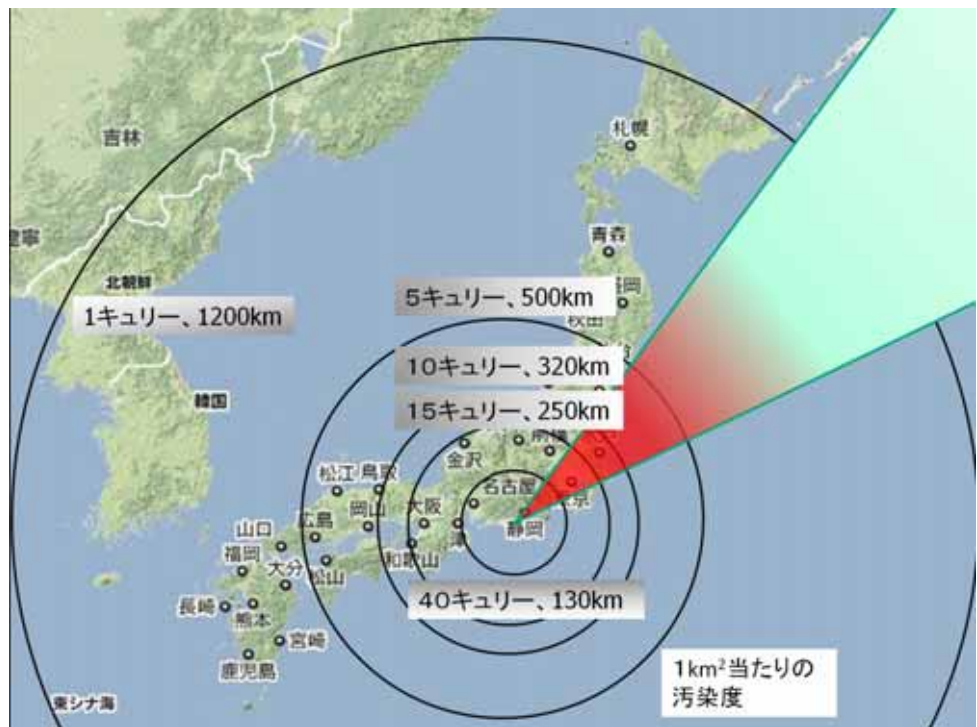 札幌
吉林
青森
北朝鮮
5キュリー、500km
1キュリー、1200km
秋田
10キュリー、320km
韓国
15キュリー、250km
金沢
松江
鳥取
名古屋
岡山
大阪
広島
山口
静岡
津
福岡
和歌山
大分
松山
40キュリー、130km
長崎
熊本
宮崎
鹿児島
1km²当たりの
汚染度
東シナ海